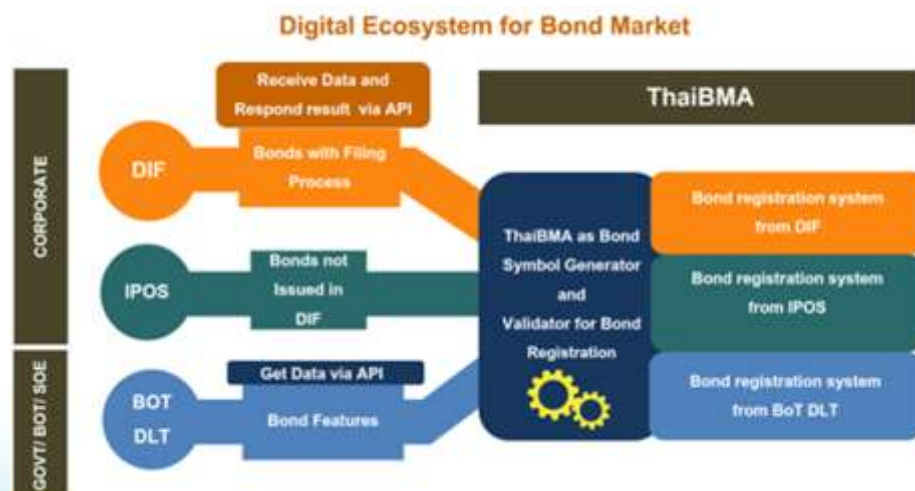 Digital Ecosystem for Bond Market
CORPORATE
GOVT/ BOT/ SOE
Receive Data and
Respond result via API
DIF
Bonds with Filing
Process
IPOS
Bonds not
Issued in
DIF
Get Data via API
BOT
DLT
Bond Features
ThaiBMA
ThaiBMA as Bond
Symbol Generator
and
Validator for Bond
Registration
Bond registration system
from DIF
Bond registration system
from IPOS
Bond registration system
from BoT DLT